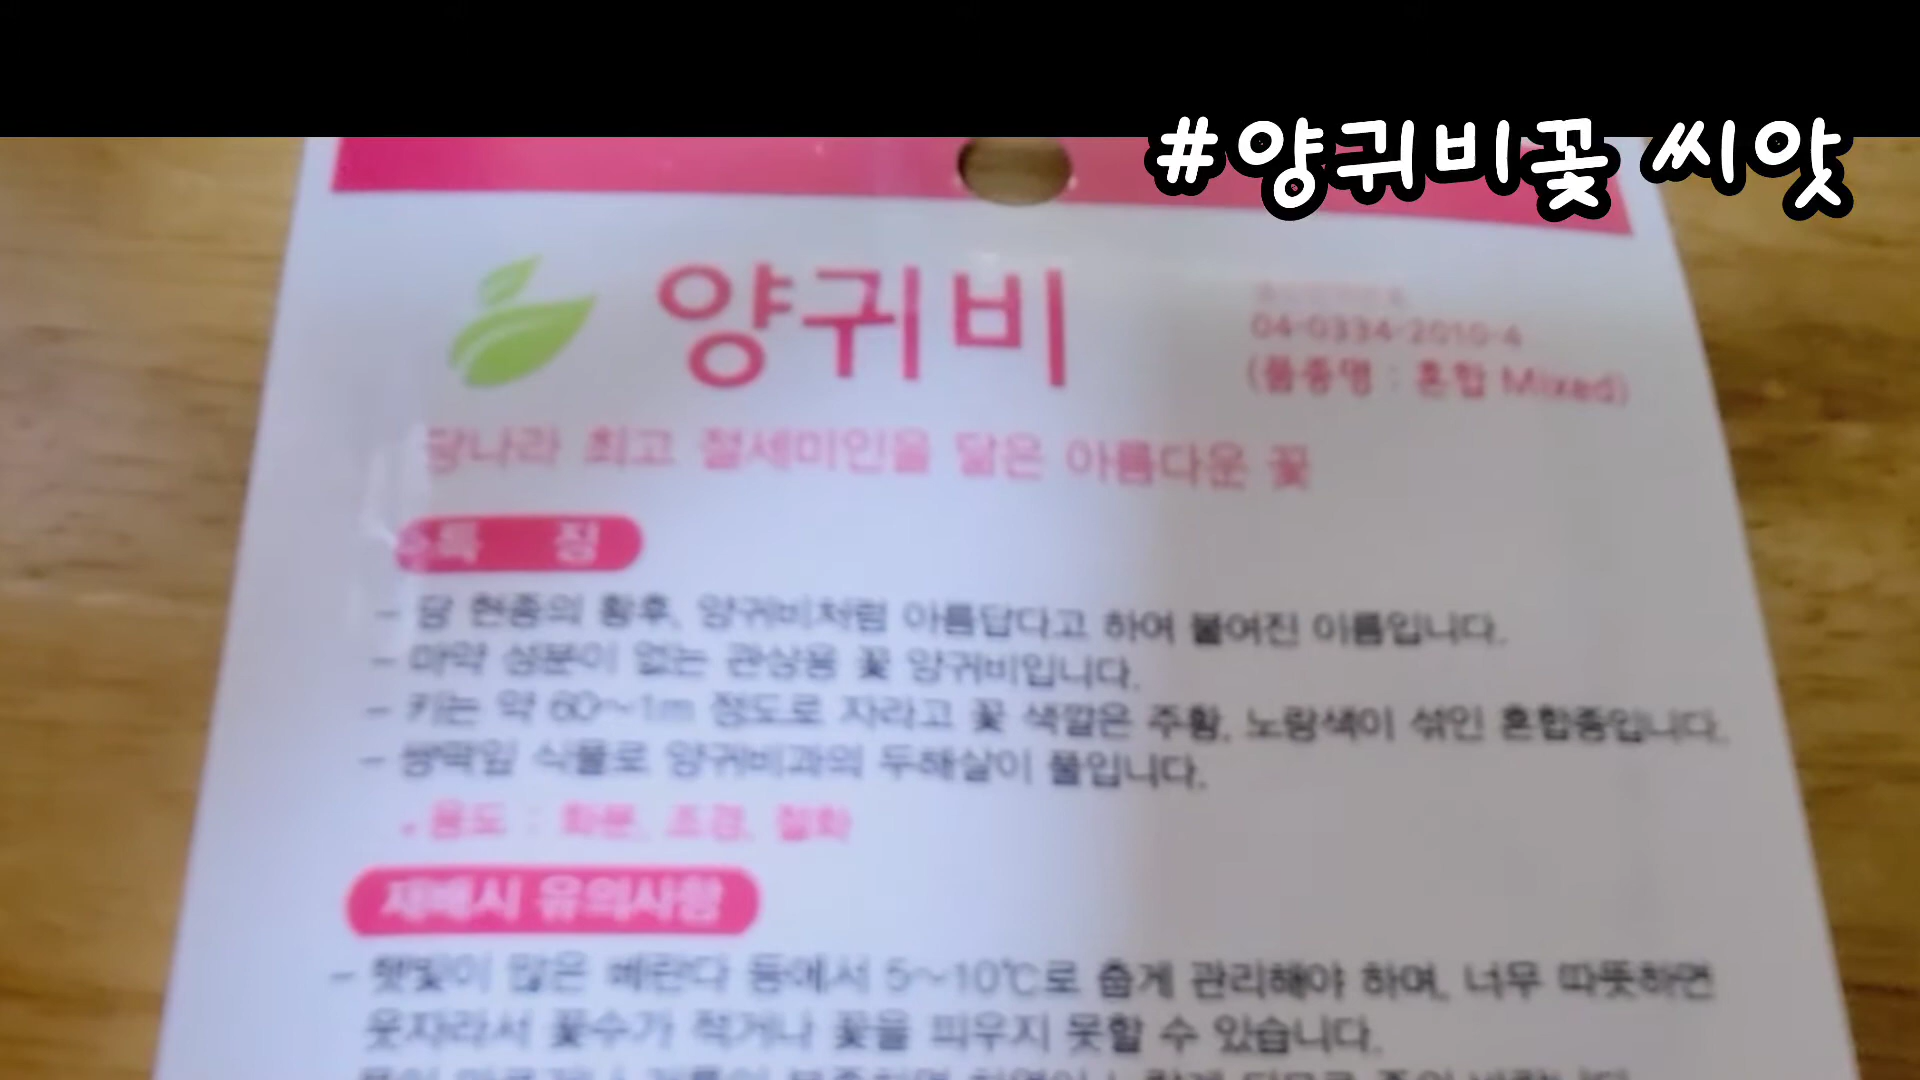 #양귀비꽃 씨앗
양귀비
04-0334-2010-4
(품종명 : 혼합 Mixed)
당나라 최고 절세미인을 닮은 아름다운 꽃
특 징
- 당 현종의 황후, 양귀비처럼 아름답다고 하여 붙여진 이름입니다.
- 마약 성분이 없는 관상용 꽃 양귀비입니다.
- 키는 약 60~1m 정도로 자라고 꽃 색깔은 주황, 노랑색이 섞인 혼합종입니다.
- 쌍떡잎 식물로 양귀비과의 두해살이 풀입니다.
• 용도 : 화분, 조경, 절화
재배시 유의사항
- 햇빛이 많은 베란다 등에서 5~10℃로 춥게 관리해야 하며, 너무 따뜻하면
웃자라서 꽃수가 적거나 꽃을 피우지 못할 수 있습니다.